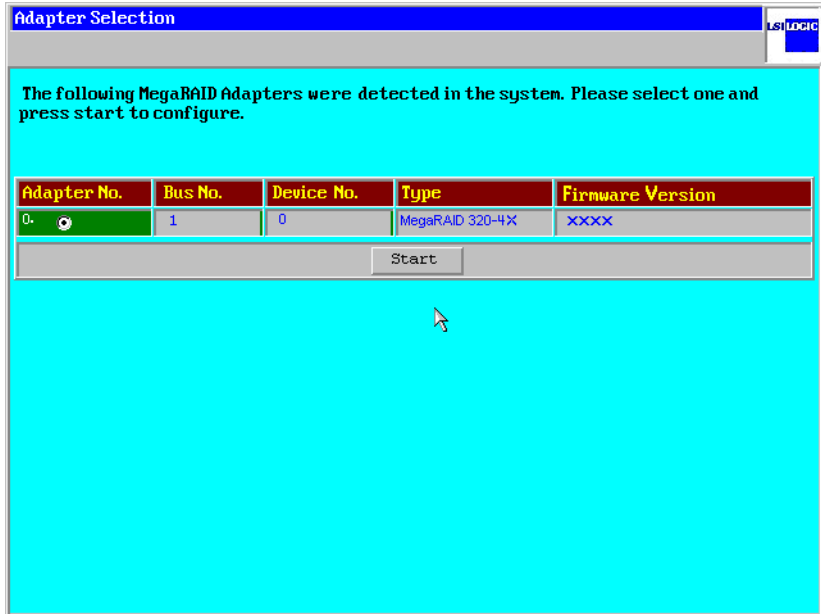 Adapter Selection
LSI LOGIC
The following MegaRAID Adapters were detected in the system. Please select one and
press start to configure.
Adapter No. Bus No. Device No. Type Firmware Version
0. 1 0 MegaRAID 320-4X XXXX
Start